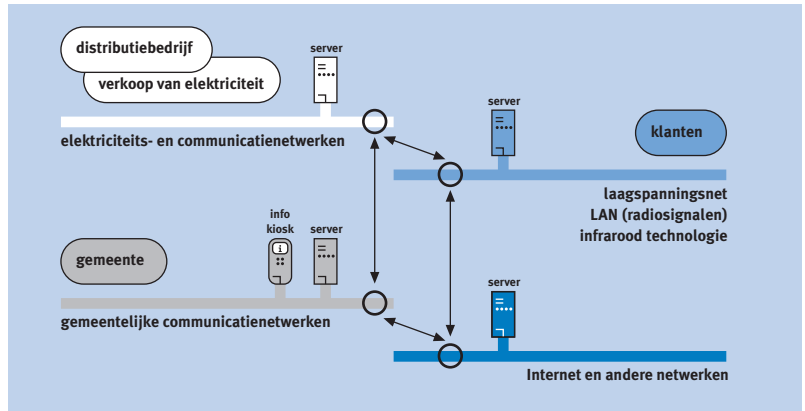 distributiebedrijf
verkoop van elektriciteit
server
elektriciteits- en communicatienetwerken
server
klanten
laagspanningsnet
LAN (radiosignalen)
infrarood technologie
info
kiosk
server
i
gemeente
gemeentelijke communicatienetwerken
server
Internet en andere netwerken